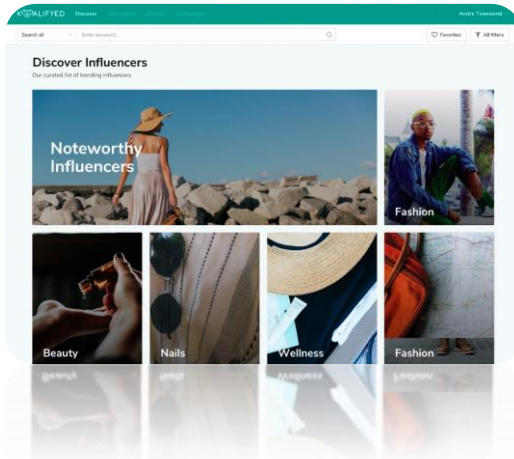 KOALIFYED Discover
Andre Townsend
Search all Enter keyword... Favorites All filters
Discover Influencers
Our curated list of trending influencers
Noteworthy
Influencers
Fashion
Beauty
Nails
Wellness
Fashion